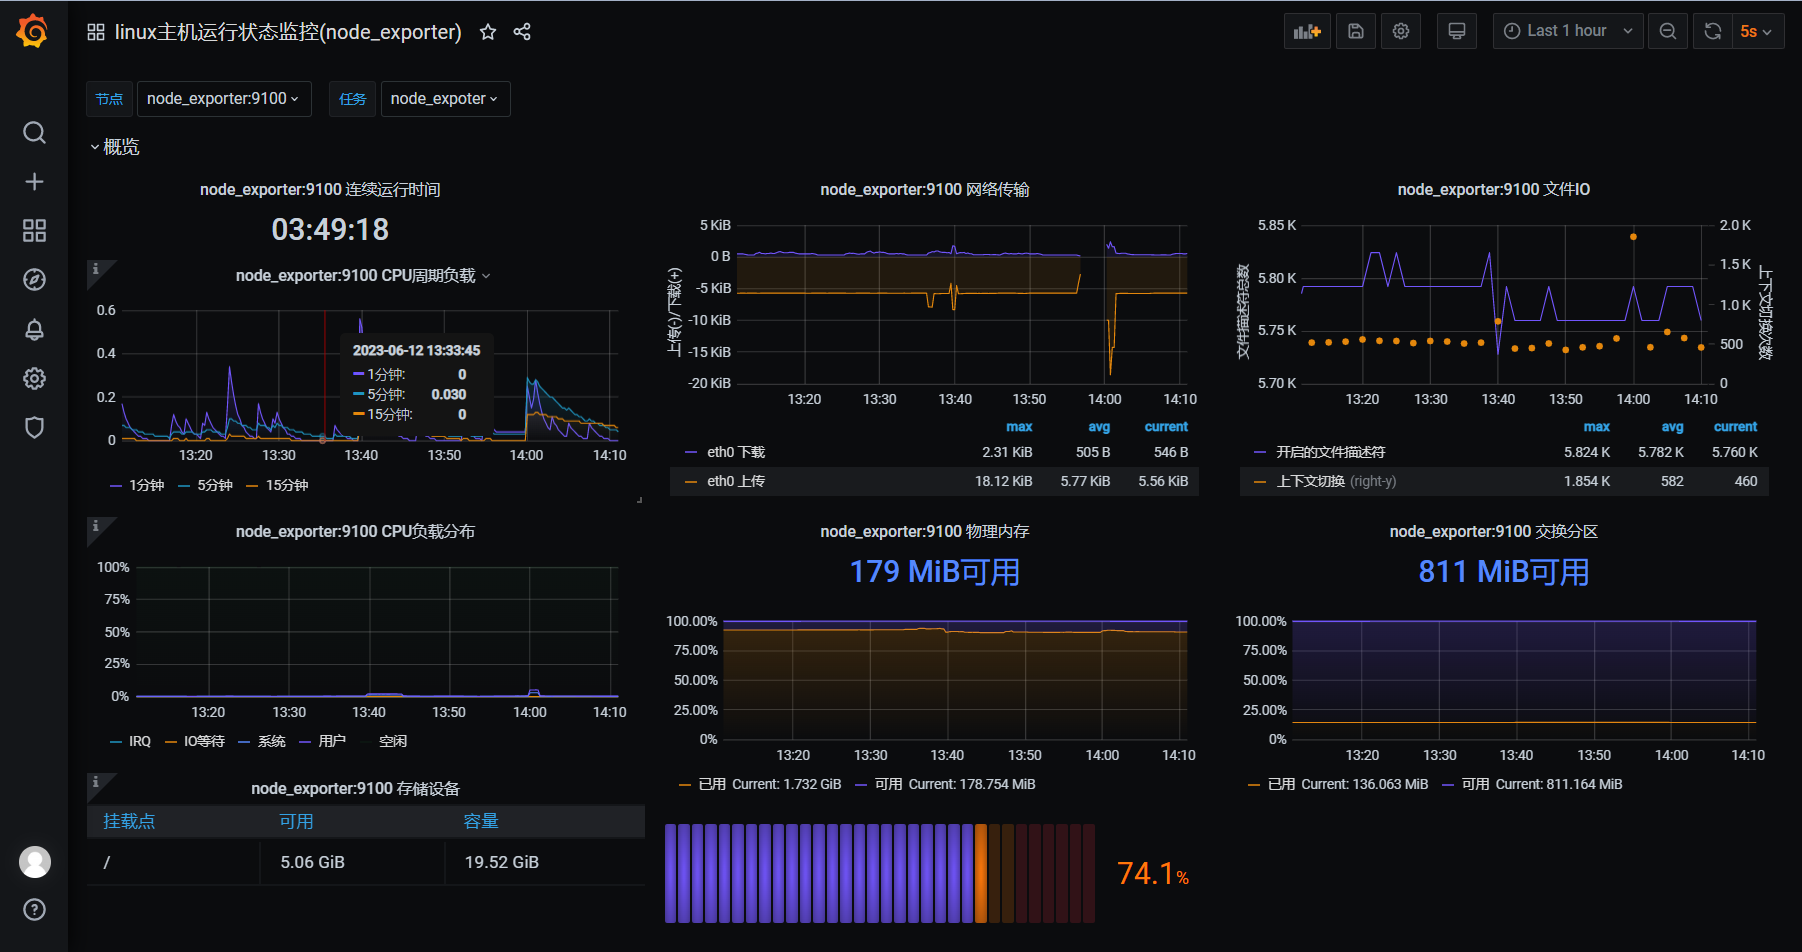 linux主机运行状态监控(node_exporter)
Last 1 hour
5s
节点 node_exporter:9100 任务 node_expoter
概览
node_exporter:9100 连续运行时间
03:49:18
node_exporter:9100 CPU周期负载
0.6
0.4
0.2
0
13:20 13:30 13:40 13:50 14:00 14:10
2023-06-12 13:33:45
1分钟: 0
5分钟: 0.030
15分钟: 0
1分钟 5分钟 15分钟
node_exporter:9100 网络传输
上传(-)/下载(+)
5 KiB
0 B
-5 KiB
-10 KiB
-15 KiB
-20 KiB
13:20 13:30 13:40 13:50 14:00 14:10
max avg current
eth0 下载 2.31 KiB 505 B 546 B
eth0 上传 18.12 KiB 5.77 KiB 5.56 KiB
node_exporter:9100 文件IO
文件描述符总数
5.85 K
5.80 K
5.75 K
5.70 K
2.0 K
1.5 K
1.0 K
500
0
上下文切换次数
13:20 13:30 13:40 13:50 14:00 14:10
max avg current
开启的文件描述符 5.824 K 5.782 K 5.760 K
上下文切换 (right-y) 1.854 K 582 460
node_exporter:9100 CPU负载分布
100%
75%
50%
25%
0%
13:20 13:30 13:40 13:50 14:00 14:10
IRQ IO等待 系统 用户 空闲
node_exporter:9100 物理内存
179 MiB可用
100.00%
75.00%
50.00%
25.00%
0%
13:20 13:30 13:40 13:50 14:00 14:10
已用 Current: 1.732 GiB 可用 Current: 178.754 MiB
node_exporter:9100 交换分区
811 MiB可用
100.00%
75.00%
50.00%
25.00%
0%
13:20 13:30 13:40 13:50 14:00 14:10
已用 Current: 136.063 MiB 可用 Current: 811.164 MiB
node_exporter:9100 存储设备
挂载点 可用 容量
/ 5.06 GiB 19.52 GiB
74.1%